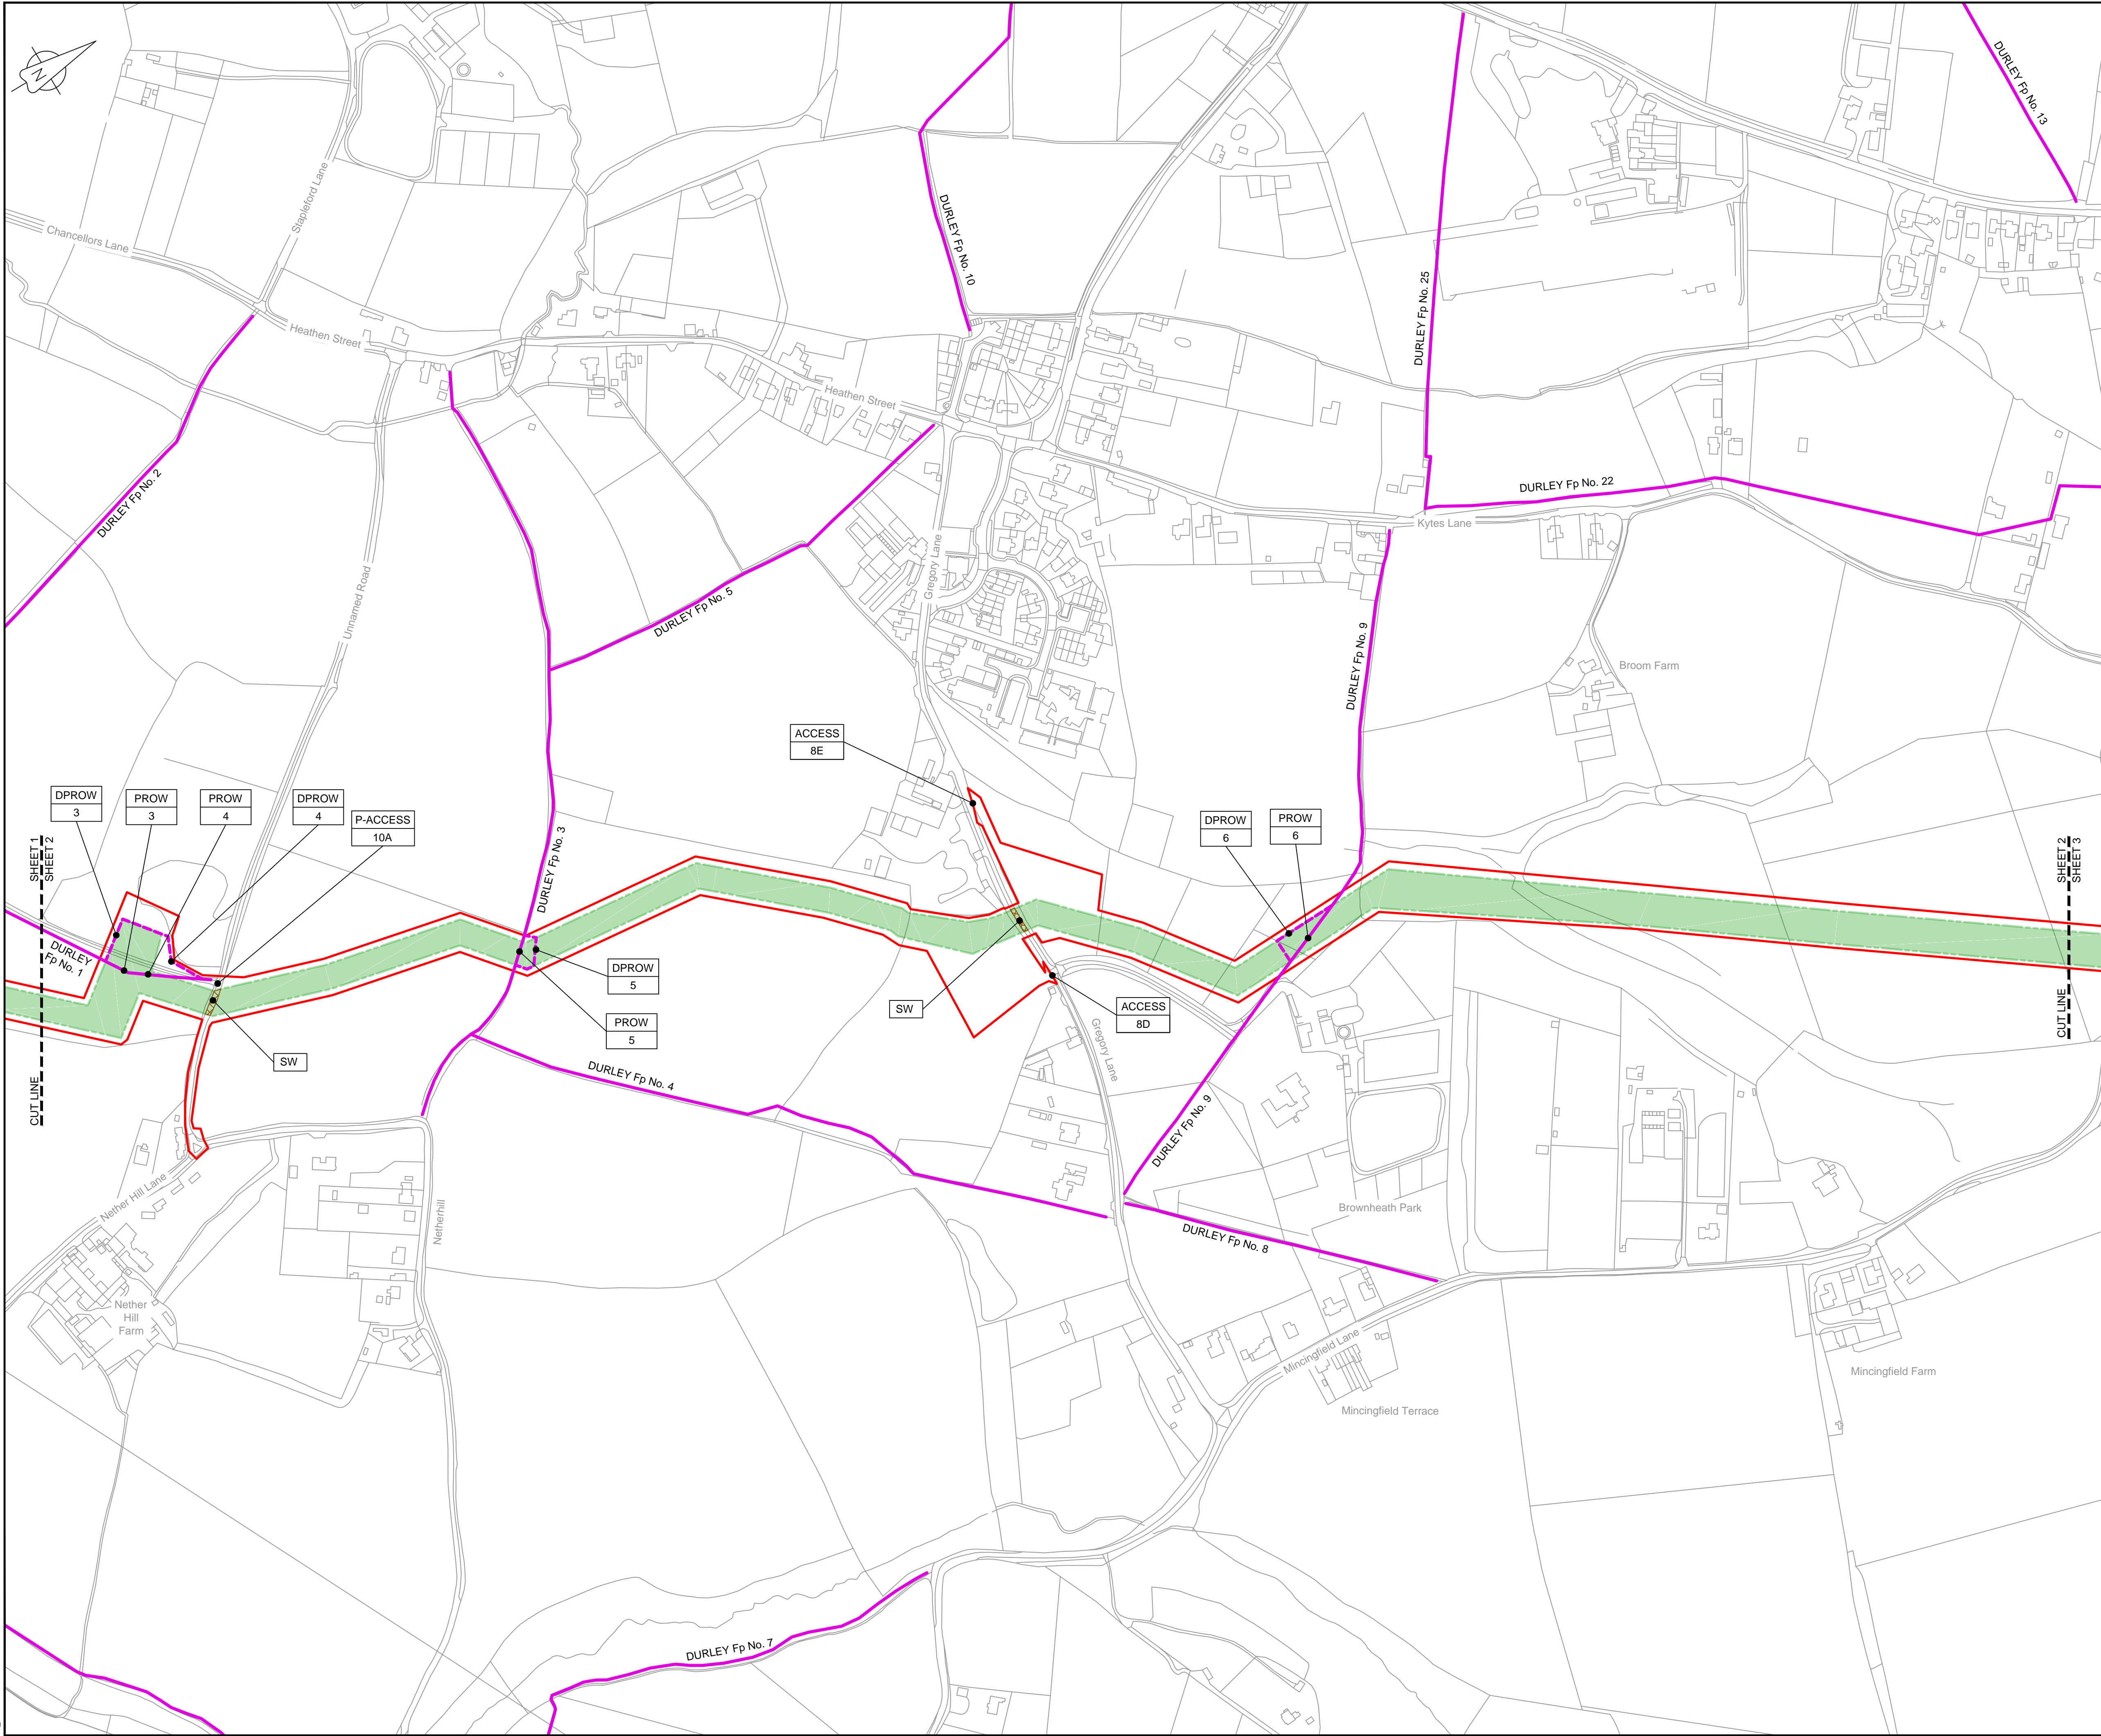 N
DURLEY Fp No. 13
Stapleford Lane
Chancellors Lane
DURLEY Fp No. 10
Heathen Street
DURLEY Fp No. 25
Heathen Street
DURLEY Fp No. 2
DURLEY Fp No. 22
Kytes Lane
Unnamed Road
Gregory Lane
DURLEY Fp No. 5
DURLEY Fp No. 9
Broom Farm
ACCESS
8E
DPROW
3
PROW
3
PROW
4
DPROW
4
P-ACCESS
10A
DPROW
6
PROW
6
SHEET 1
SHEET 2
CUT LINE
DURLEY Fp No. 3
SHEET 2
SHEET 3
CUT LINE
DURLEY
Fp No. 1
DPROW
5
PROW
5
SW
ACCESS
8D
SW
Gregory Lane
DURLEY Fp No. 4
DURLEY Fp No. 9
Nether Hill Lane
Netherhill
Brownheath Park
DURLEY Fp No. 8
Nether
Hill
Farm
Mincingfield Lane
Mincingfield Farm
Mincingfield Terrace
DURLEY Fp No. 7